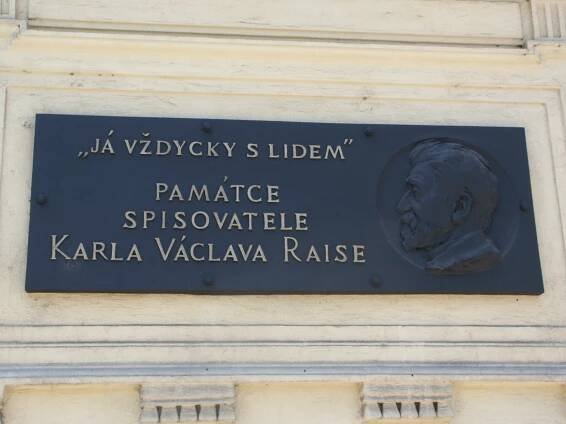 „JÁ VŽDYCKY S LIDEM”
PAMÁTCE
SPISOVATELE
KARLA VÁCLAVA RAISE